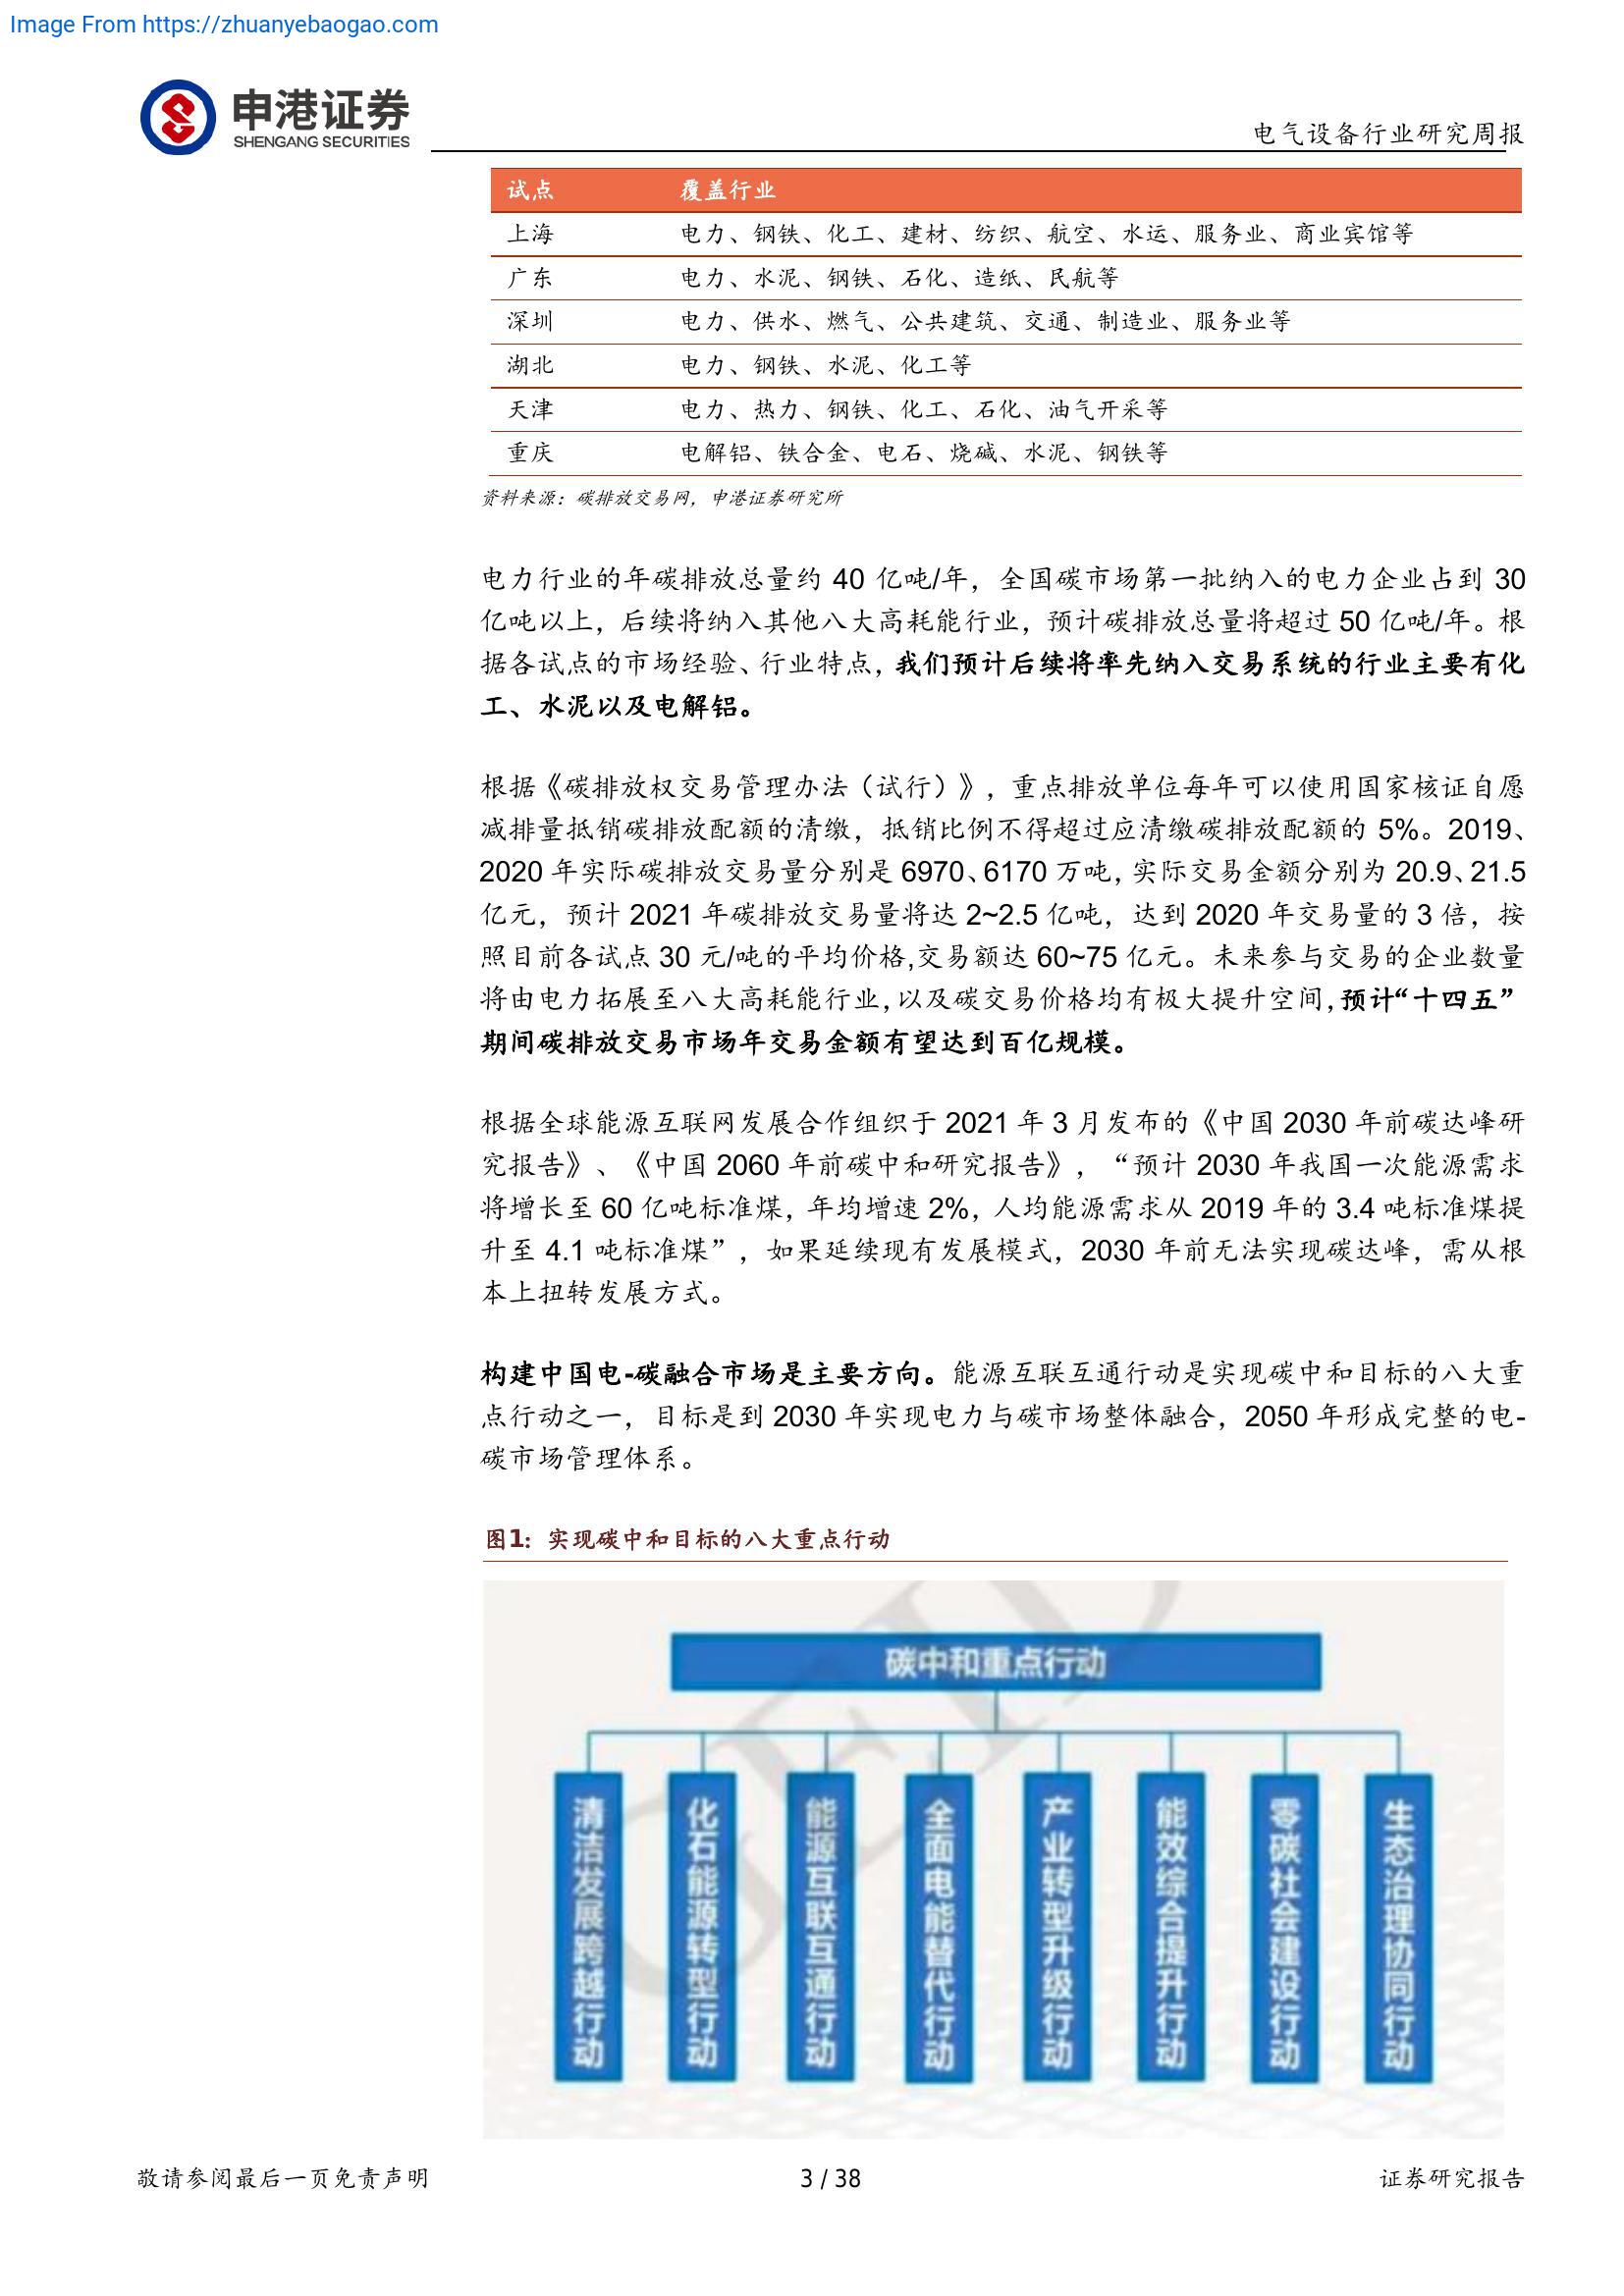 Image From https://zhuanyebaogao.com
申港证券
SHENGANG SECURITIES
电气设备行业研究周报
试点 覆盖行业
上海 电力、钢铁、化工、建材、纺织、航空、水运、服务业、商业宾馆等
广东 电力、水泥、钢铁、石化、造纸、民航等
深圳 电力、供水、燃气、公共建筑、交通、制造业、服务业等
湖北 电力、钢铁、水泥、化工等
天津 电力、热力、钢铁、化工、石化、油气开采等
重庆 电解铝、铁合金、电石、烧碱、水泥、钢铁等
资料来源：碳排放交易网，申港证券研究所
电力行业的年碳排放总量约 40 亿吨/年，全国碳市场第一批纳入的电力企业占到 30
亿吨以上，后续将纳入其他八大高耗能行业，预计碳排放总量将超过 50 亿吨/年。根
据各试点的市场经验、行业特点，我们预计后续将率先纳入交易系统的行业主要有化
工、水泥以及电解铝。
根据《碳排放权交易管理办法（试行）》，重点排放单位每年可以使用国家核证自愿
减排量抵销碳排放配额的清缴，抵销比例不得超过应清缴碳排放配额的 5%。2019、
2020 年实际碳排放交易量分别是 6970、6170 万吨，实际交易金额分别为 20.9、21.5
亿元，预计 2021 年碳排放交易量将达 2~2.5 亿吨，达到 2020 年交易量的 3 倍，按
照目前各试点 30 元/吨的平均价格,交易额达 60~75 亿元。未来参与交易的企业数量
将由电力拓展至八大高耗能行业，以及碳交易价格均有极大提升空间，预计“十四五”
期间碳排放交易市场年交易金额有望达到百亿规模。
根据全球能源互联网发展合作组织于 2021 年 3 月发布的《中国 2030 年前碳达峰研
究报告》、《中国 2060 年前碳中和研究报告》，“预计 2030 年我国一次能源需求
将增长至 60 亿吨标准煤，年均增速 2%，人均能源需求从 2019 年的 3.4 吨标准煤提
升至 4.1 吨标准煤”，如果延续现有发展模式，2030 年前无法实现碳达峰，需从根
本上扭转发展方式。
构建中国电-碳融合市场是主要方向。能源互联互通行动是实现碳中和目标的八大重
点行动之一，目标是到 2030 年实现电力与碳市场整体融合，2050 年形成完整的电-
碳市场管理体系。
图1：实现碳中和目标的八大重点行动
碳中和重点行动
清洁发展跨越行动
化石能源转型行动
能源互联互通行动
全面电能替代行动
产业转型升级行动
能效综合提升行动
零碳社会建设行动
生态治理协同行动
敬请参阅最后一页免责声明
3 / 38
证券研究报告